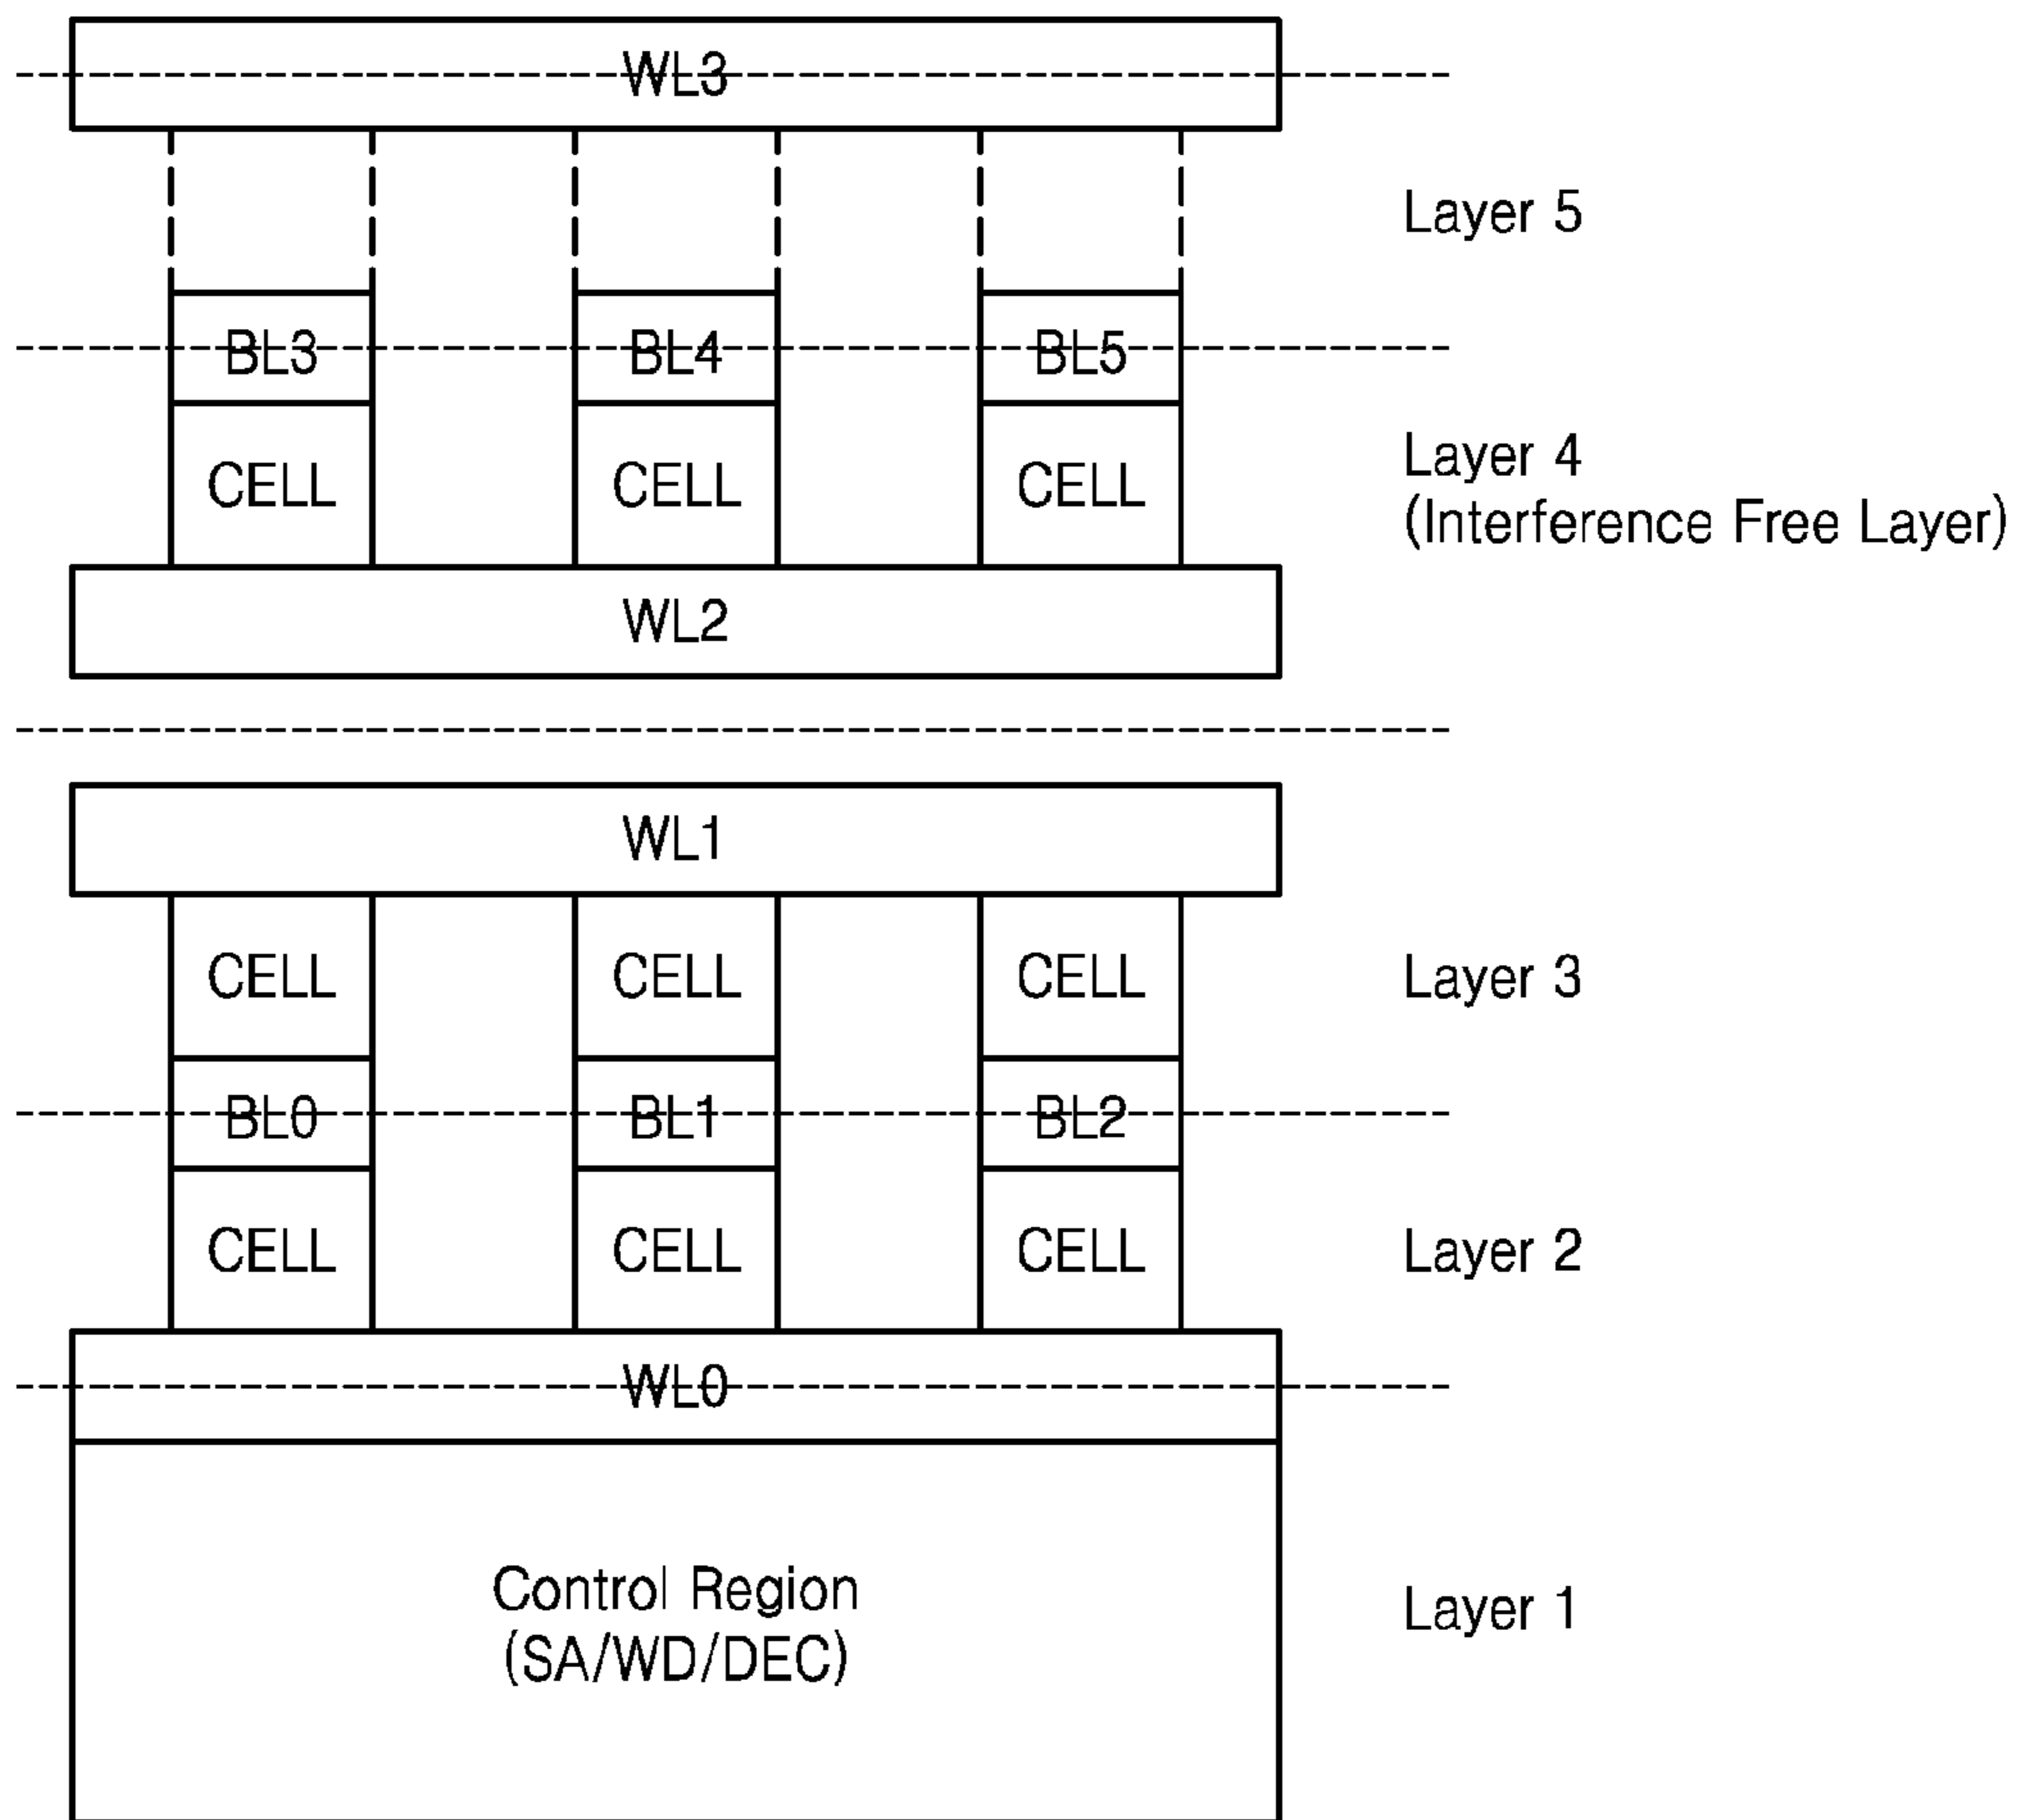 WL3
Layer 5
BL3 BL4 BL5
CELL CELL CELL
Layer 4
(Interference Free Layer)
WL2
WL1
CELL CELL CELL
Layer 3
BL0 BL1 BL2
CELL CELL CELL
Layer 2
WL0
Control Region
(SA/WD/DEC)
Layer 1